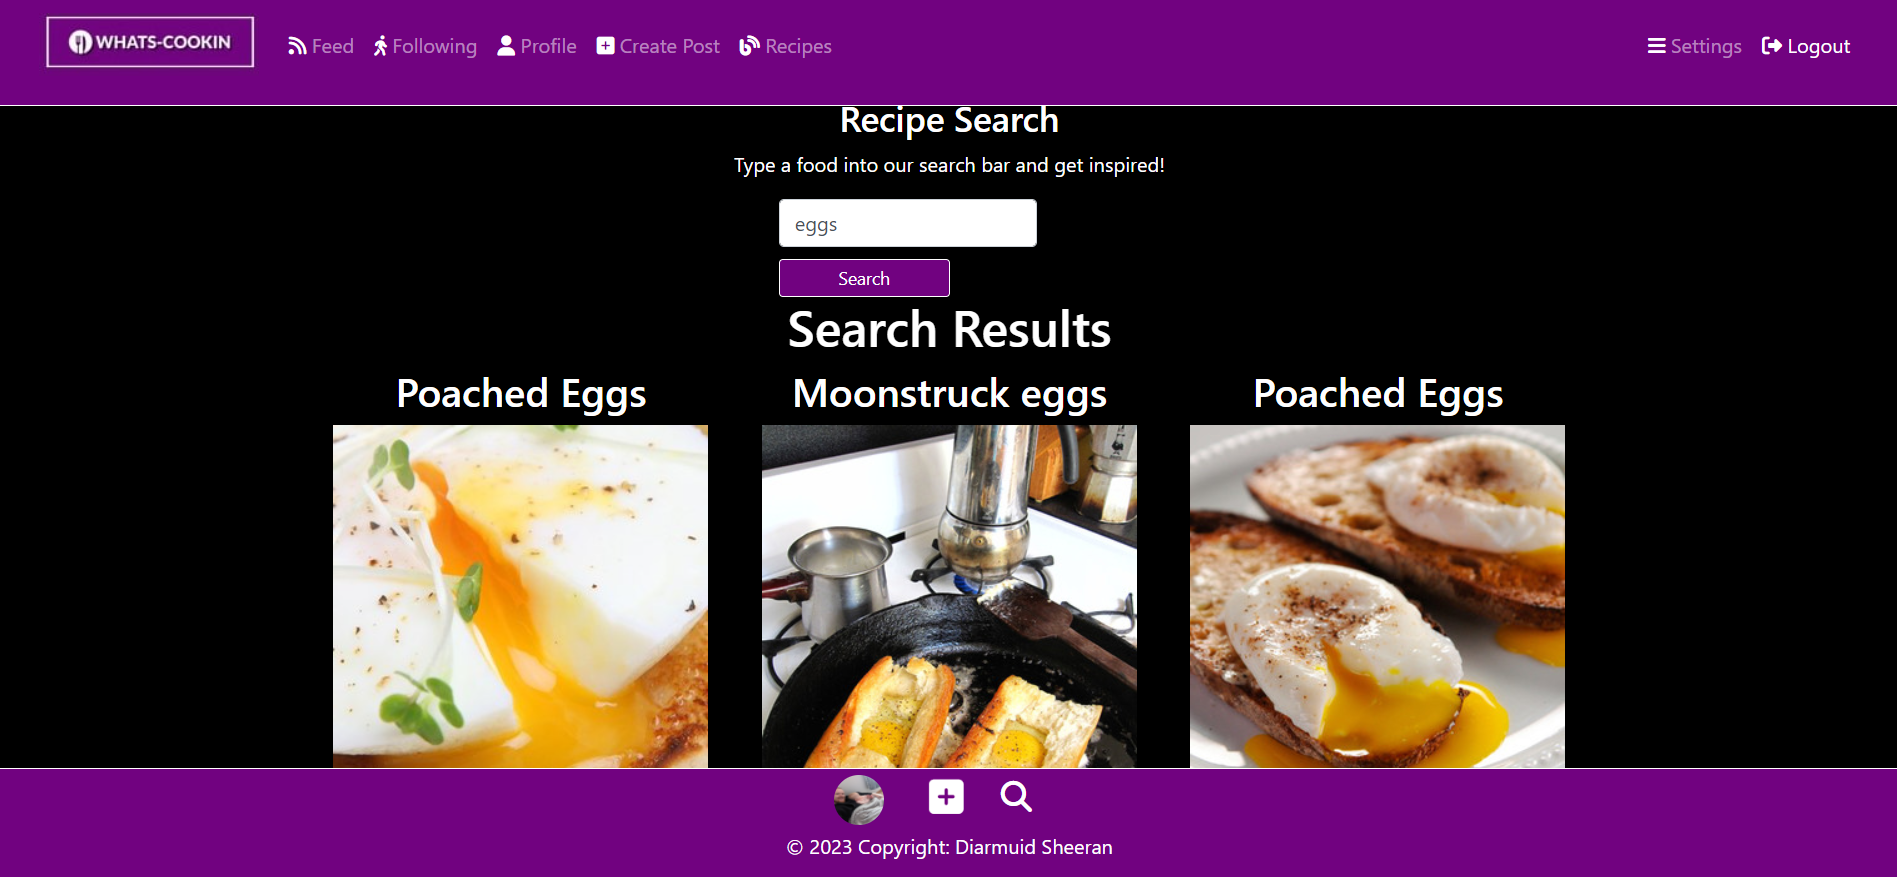 WHATS-COOKIN Feed Following Profile Create Post Recipes Settings Logout
Recipe Search
Type a food into our search bar and get inspired!
eggs
Search
Search Results
Poached Eggs Moonstruck eggs Poached Eggs
© 2023 Copyright: Diarmuid Sheeran